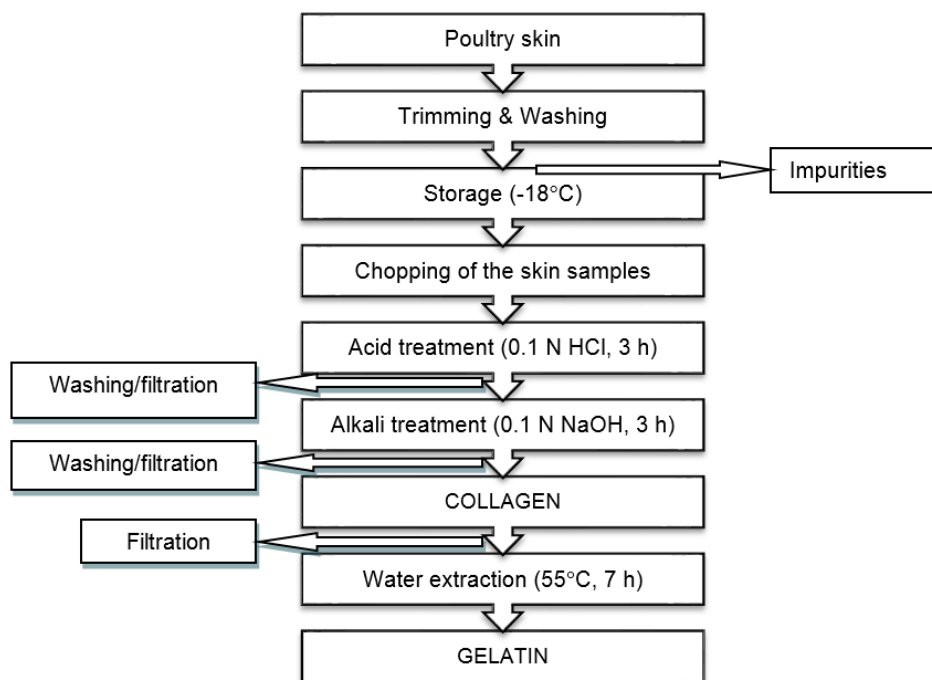 Poultry skin
Trimming & Washing
Impurities
Storage (-18°C)
Chopping of the skin samples
Acid treatment (0.1 N HCl, 3 h)
Washing/filtration
Alkali treatment (0.1 N NaOH, 3 h)
Washing/filtration
COLLAGEN
Filtration
Water extraction (55°C, 7 h)
GELATIN